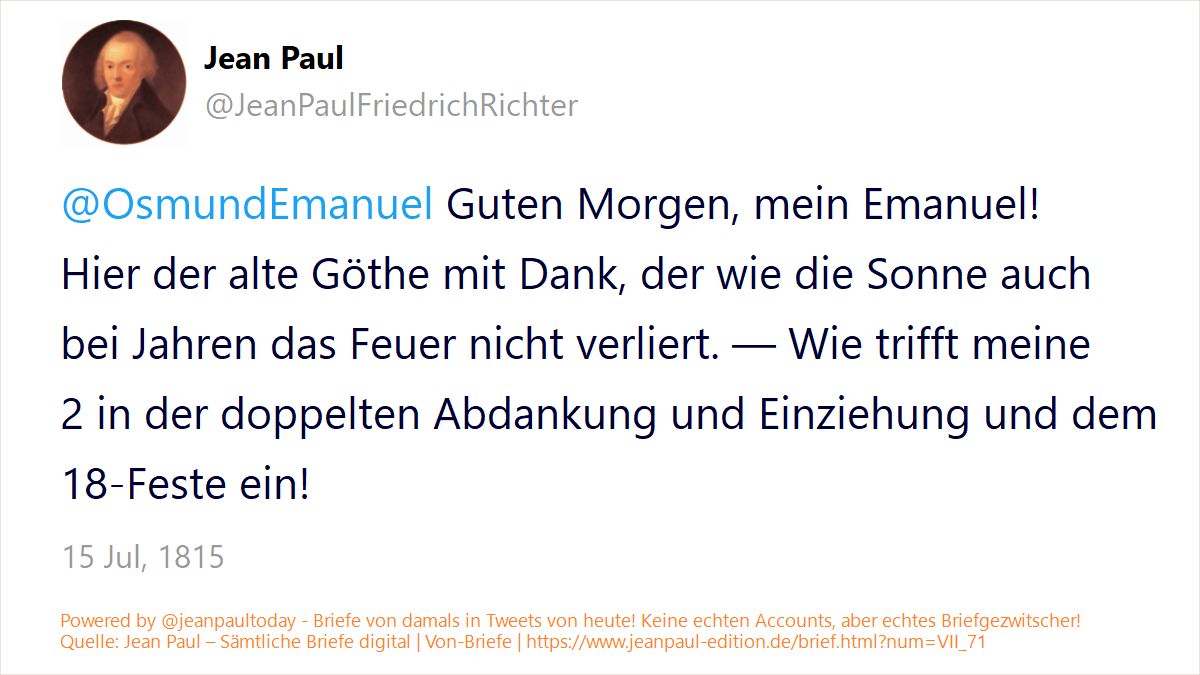 Jean Paul
@JeanPaulFriedrichRichter
@OsmundEmanuel Guten Morgen, mein Emanuel!
Hier der alte Göthe mit Dank, der wie die Sonne auch
bei Jahren das Feuer nicht verliert. — Wie trifft meine
2 in der doppelten Abdankung und Einziehung und dem
18-Feste ein!
15 Jul, 1815
Powered by @jeanpaultoday - Briefe von damals in Tweets von heute! Keine echten Accounts, aber echtes Briefgezwitscher!
Quelle: Jean Paul – Sämtliche Briefe digital | Von-Briefe | https://www.jeanpaul-edition.de/brief.html?num=VII_71